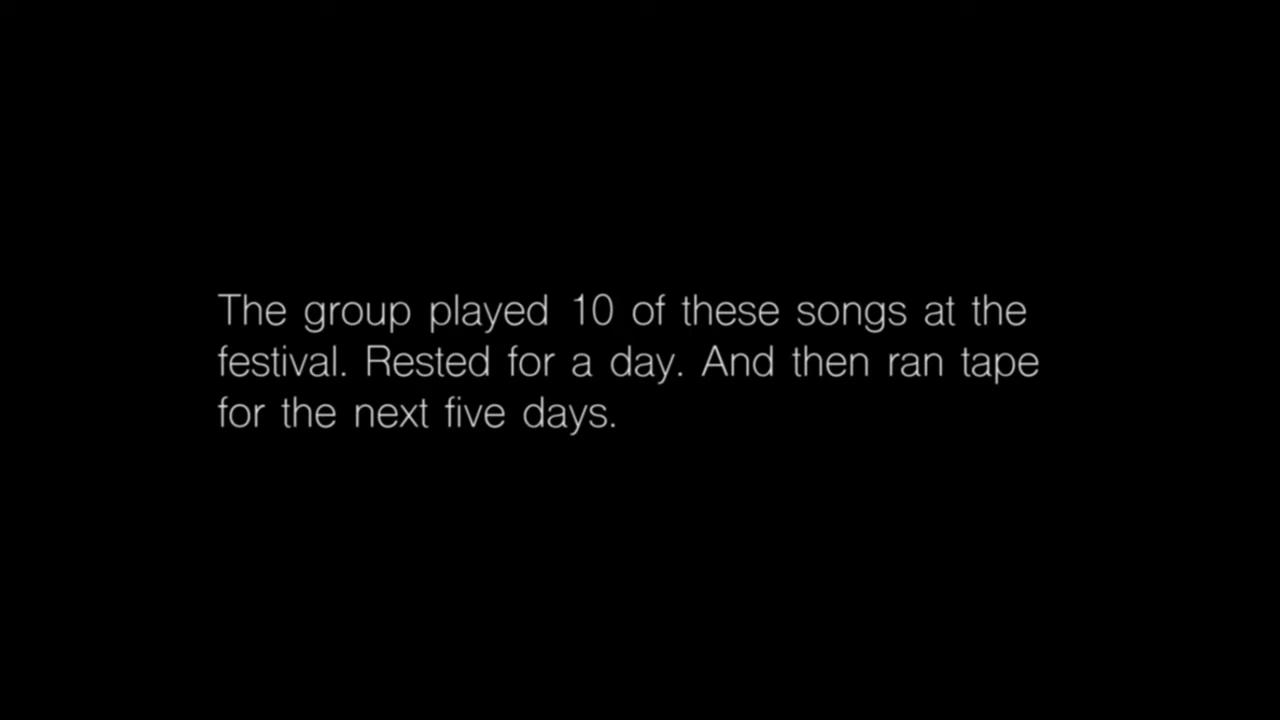 The group played 10 of these songs at the
festival. Rested for a day. And then ran tape
for the next five days.